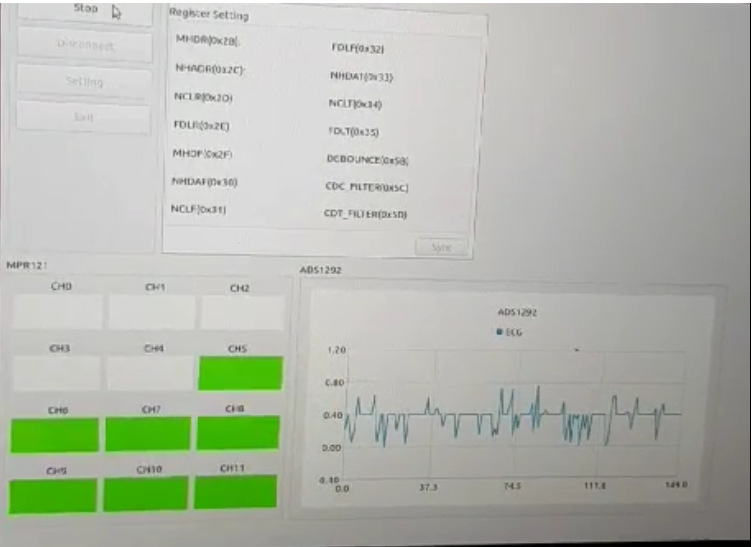 Stop
Disconnect
Setting
Exit
Register Setting
MHDR(0x2B):
FDLF(0x32)
NHADR(0x2C):
NHDAT(0x33)
NCLR(0x2D)
NCLT(0x34)
FDLR(0x2E)
FDLT(0x35)
MHDF(0x2F)
DEBOUNCE(0x5B)
NHDAF(0x30)
CDC_FILTER(0x5C)
NCLF(0x31)
CDT_FILTER(0x5D)
Sync
MPR121
CH0 CH1 CH2
CH3 CH4 CH5
CH6 CH7 CH8
CH9 CH10 CH11
ADS1292
ADS1292
ECG
1.20
0.80
0.40
0.00
-0.40
0.0 37.3 74.5 111.8 149.0